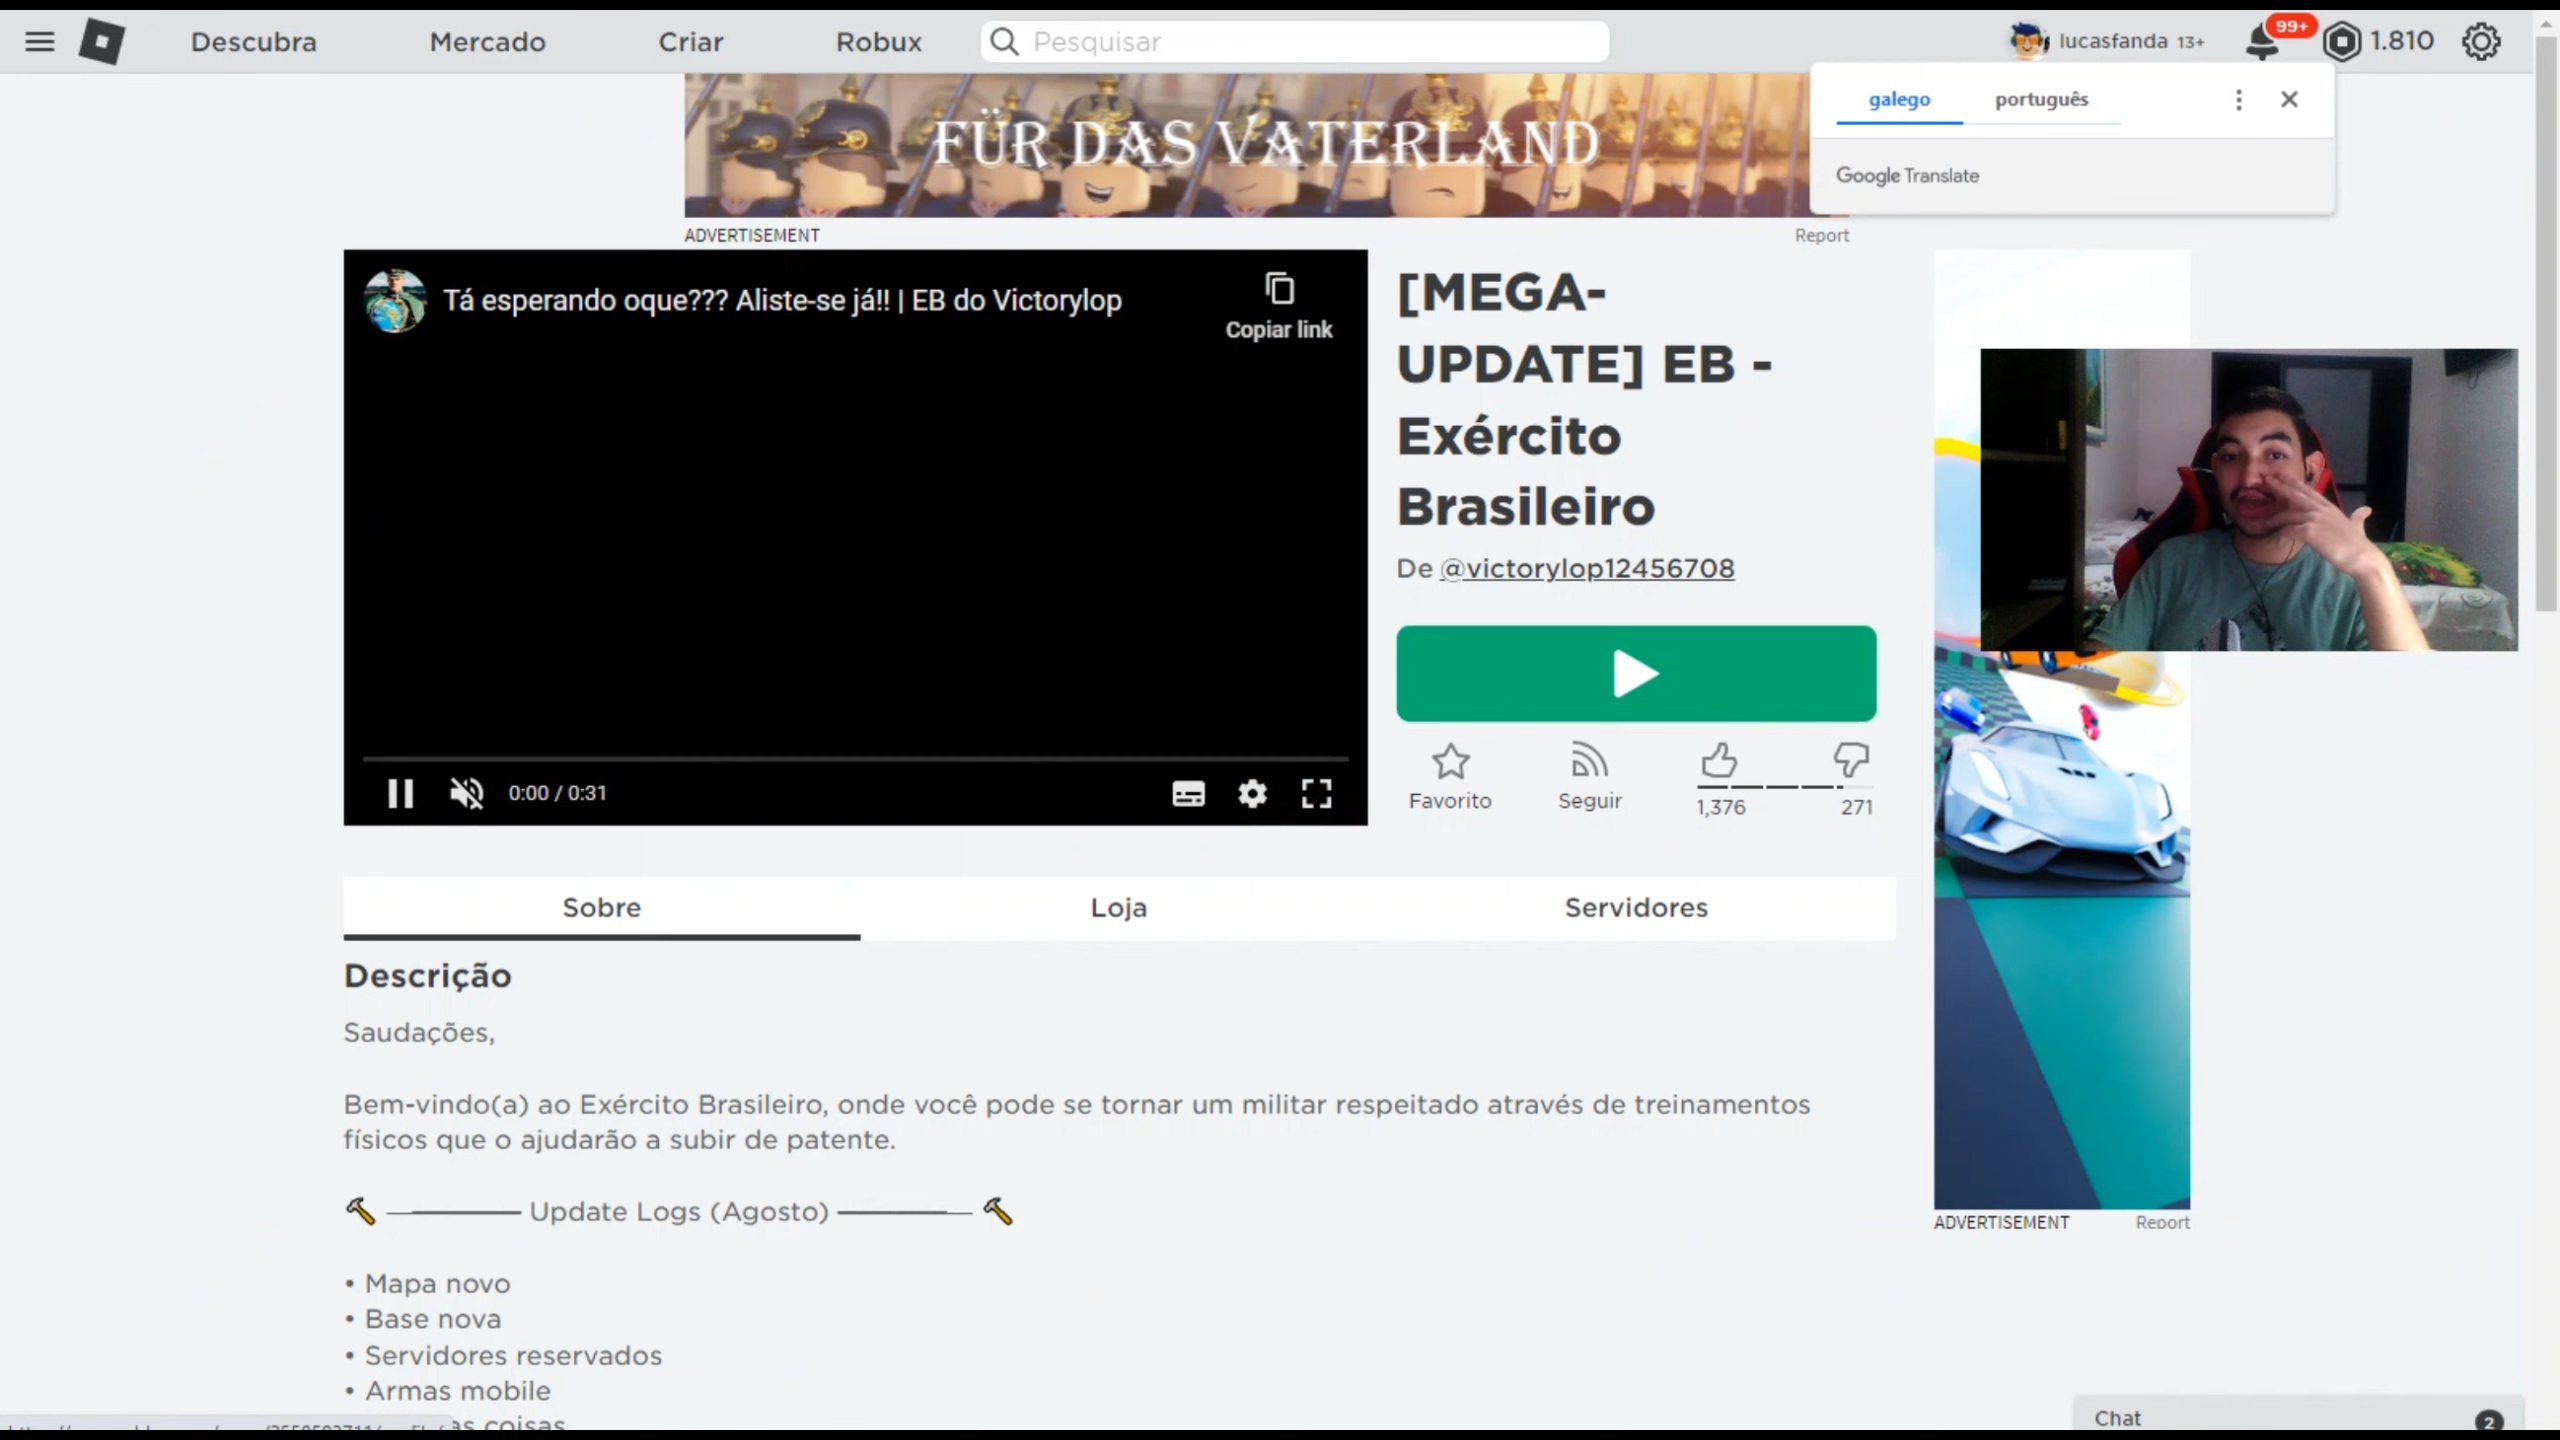 Descubra
Mercado
Criar
Robux
Pesquisar
lucasfanda 13+
99+
1.810
galego
português
Google Translate
FÜR DAS VATERLAND
ADVERTISEMENT
Report
Tá esperando oque??? Aliste-se já!! | EB do Victorylop
Copiar link
0:00 / 0:31
[MEGA-
UPDATE] EB -
Exército
Brasileiro
De @victorylop12456708
Favorito
Seguir
1,376
271
Sobre
Loja
Servidores
Descrição
Saudações,
Bem-vindo(a) ao Exército Brasileiro, onde você pode se tornar um militar respeitado através de treinamentos
físicos que o ajudarão a subir de patente.
Update Logs (Agosto)
• Mapa novo
• Base nova
• Servidores reservados
• Armas mobile
coisas
ADVERTISEMENT
Report
Chat
2